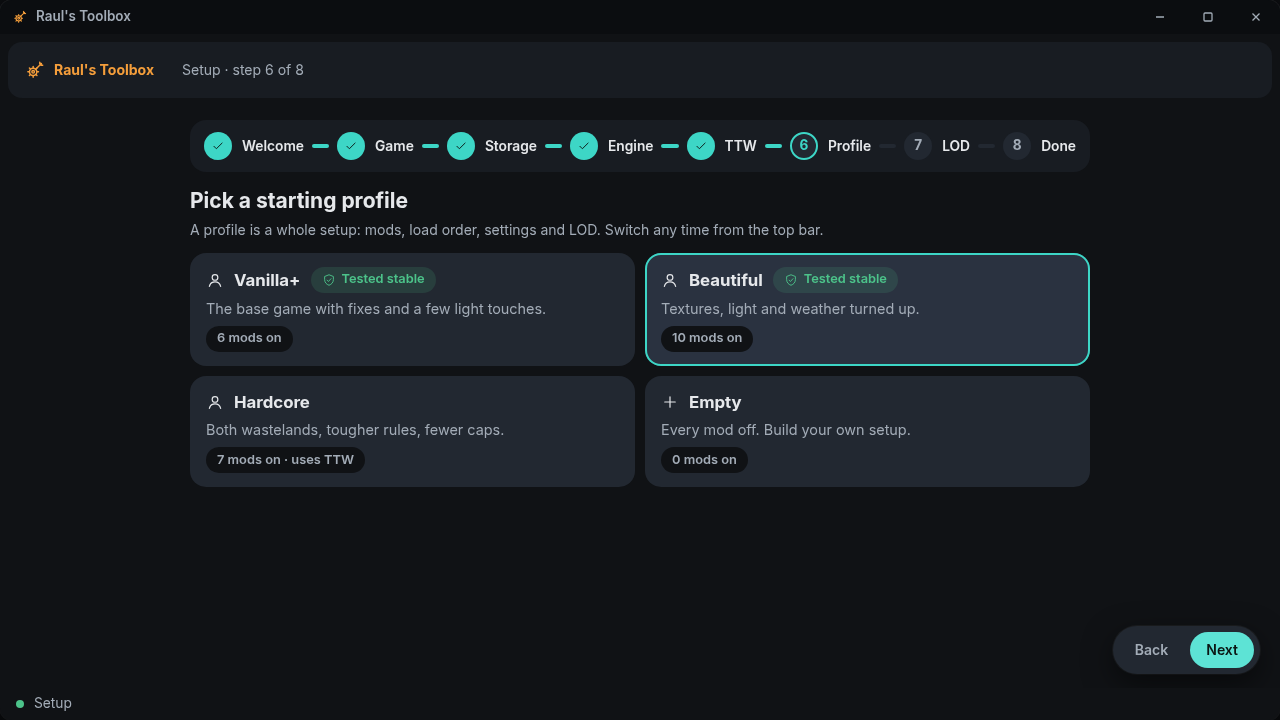 Raul's Toolbox
Raul's Toolbox
Setup · step 6 of 8
Welcome
Game
Storage
Engine
TTW
6
Profile
7
LOD
8
Done
Pick a starting profile
A profile is a whole setup: mods, load order, settings and LOD. Switch any time from the top bar.
Vanilla+
Tested stable
The base game with fixes and a few light touches.
6 mods on
Beautiful
Tested stable
Textures, light and weather turned up.
10 mods on
Hardcore
Both wastelands, tougher rules, fewer caps.
7 mods on · uses TTW
Empty
Every mod off. Build your own setup.
0 mods on
Back
Next
Setup